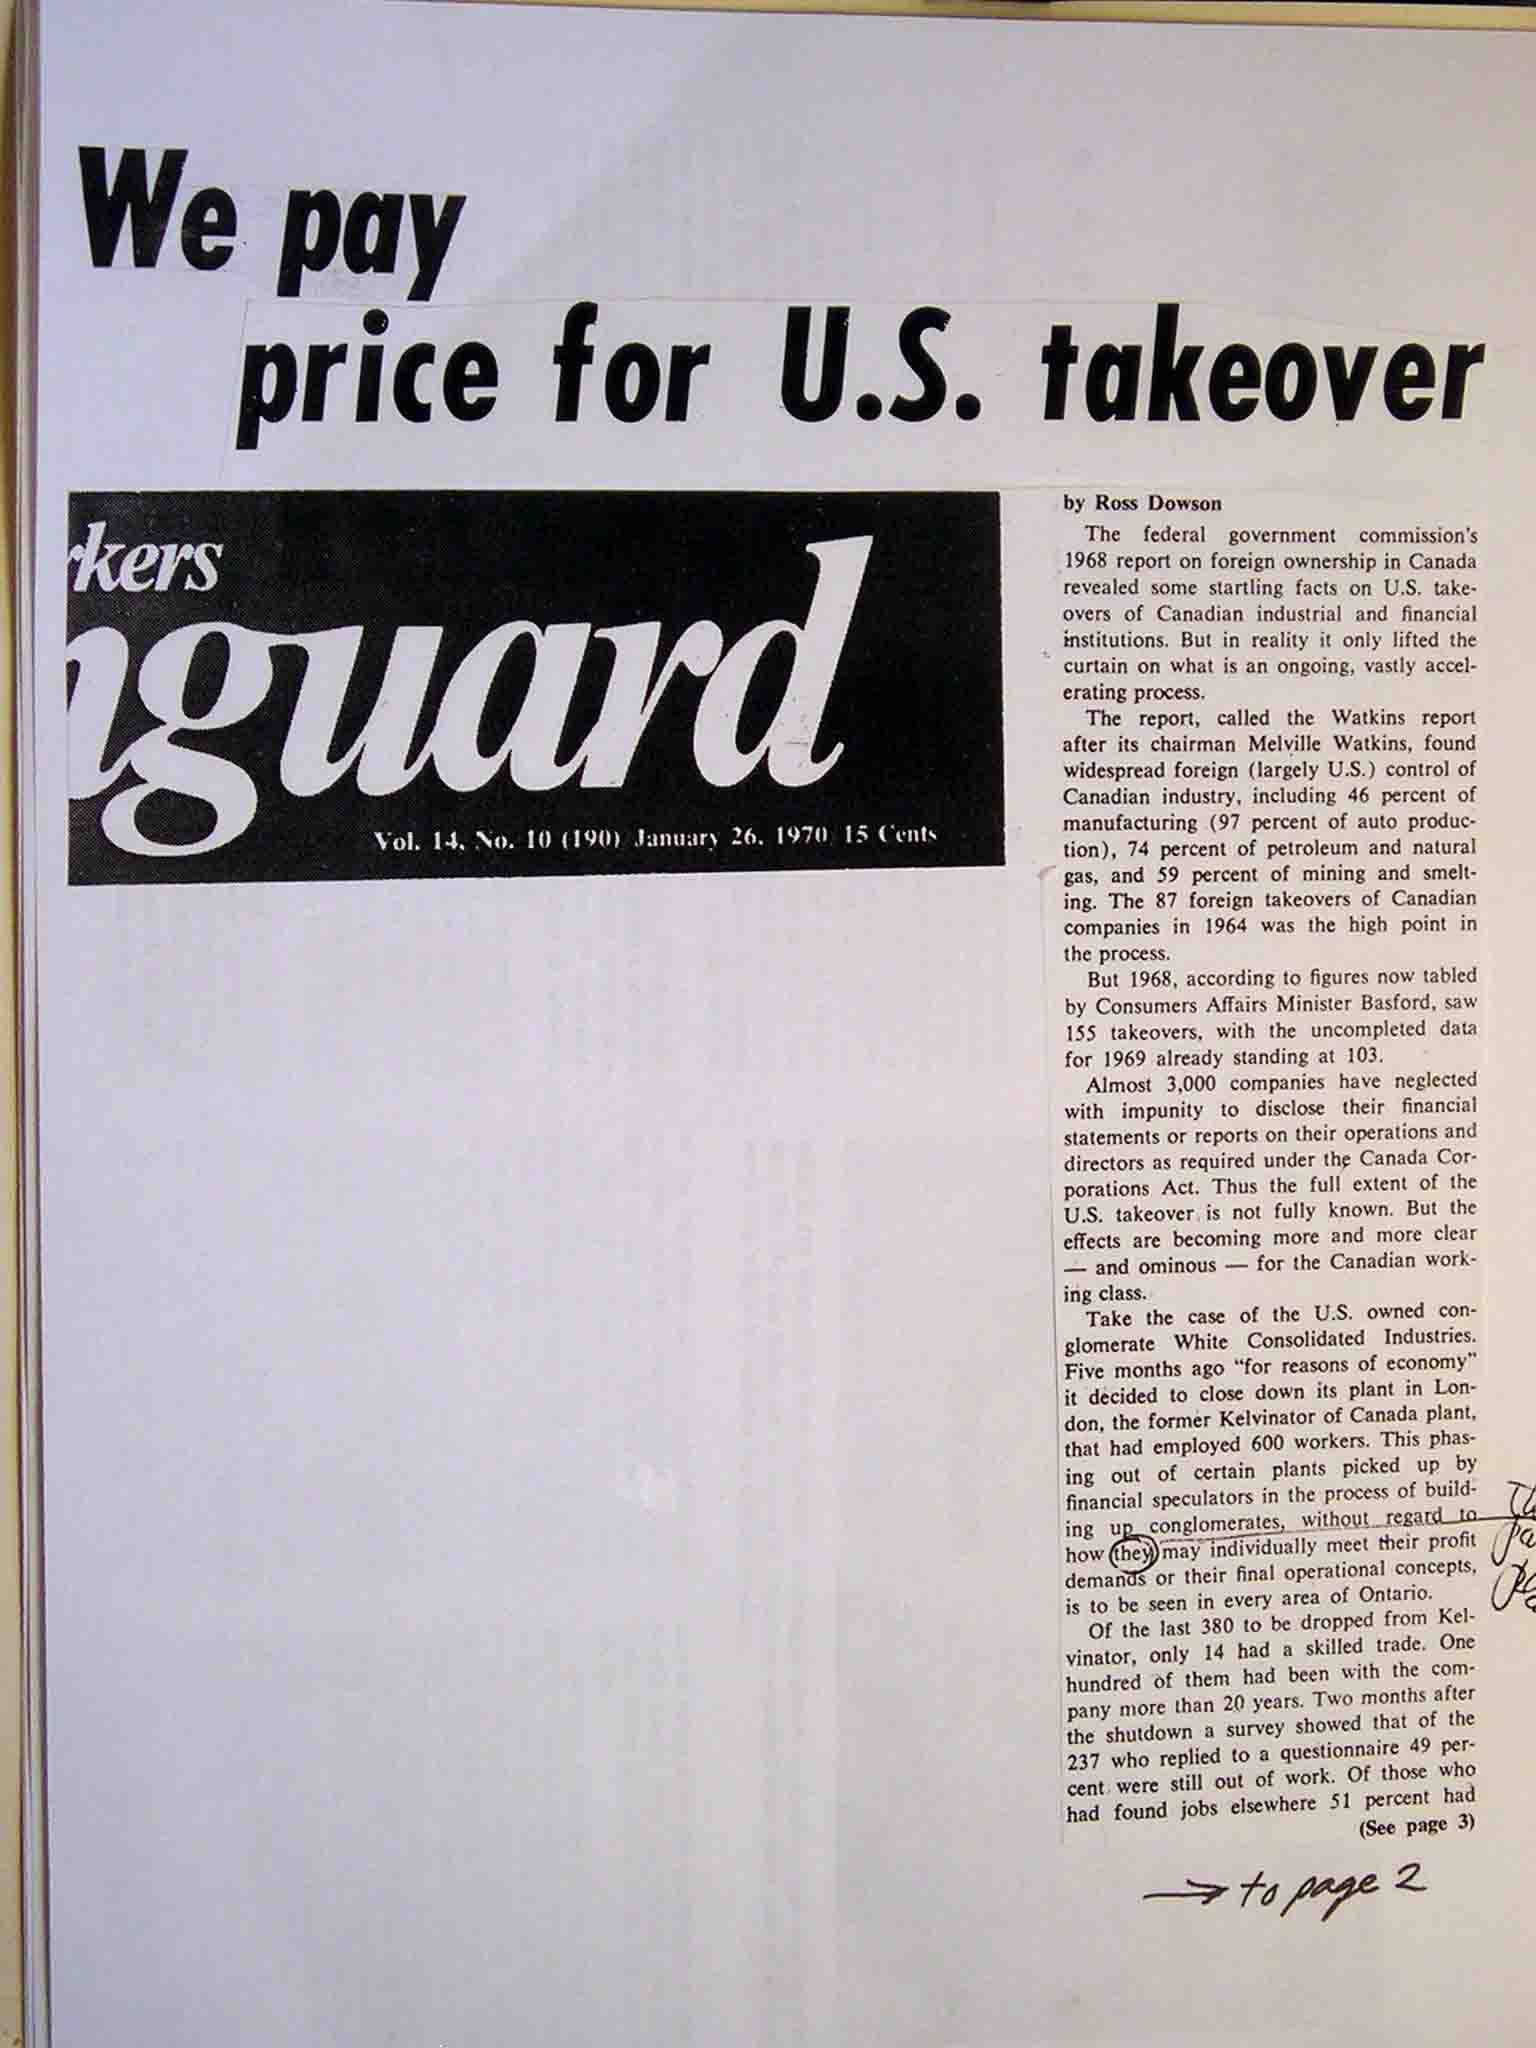 We pay
price for U.S. takeover
rkers
nguard
Vol. 14, No. 10 (190) January 26, 1970 15 Cents
by Ross Dowson
The federal government commission's
1968 report on foreign ownership in Canada
revealed some startling facts on U.S. take-
overs of Canadian industrial and financial
institutions. But in reality it only lifted the
curtain on what is an ongoing, vastly accel-
erating process.
The report, called the Watkins report
after its chairman Melville Watkins, found
widespread foreign (largely U.S.) control of
Canadian industry, including 46 percent of
manufacturing (97 percent of auto produc-
tion), 74 percent of petroleum and natural
gas, and 59 percent of mining and smelt-
ing. The 87 foreign takeovers of Canadian
companies in 1964 was the high point in
the process.
But 1968, according to figures now tabled
by Consumers Affairs Minister Basford, saw
155 takeovers, with the uncompleted data
for 1969 already standing at 103.
Almost 3,000 companies have neglected
with impunity to disclose their financial
statements or reports on their operations and
directors as required under the Canada Cor-
porations Act. Thus the full extent of the
U.S. takeover is not fully known. But the
effects are becoming more and more clear
— and ominous — for the Canadian work-
ing class.
Take the case of the U.S. owned con-
glomerate White Consolidated Industries.
Five months ago “for reasons of economy”
it decided to close down its plant in Lon-
don, the former Kelvinator of Canada plant,
that had employed 600 workers. This phas-
ing out of certain plants picked up by
financial speculators in the process of build-
ing up conglomerates, without regard to
how they may individually meet their profit
demands or their final operational concepts,
is to be seen in every area of Ontario.
Of the last 380 to be dropped from Kel-
vinator, only 14 had a skilled trade. One
hundred of them had been with the com-
pany more than 20 years. Two months after
the shutdown a survey showed that of the
237 who replied to a questionnaire 49 per-
cent were still out of work. Of those who
had found jobs elsewhere 51 percent had
(See page 3)
→ to page 2